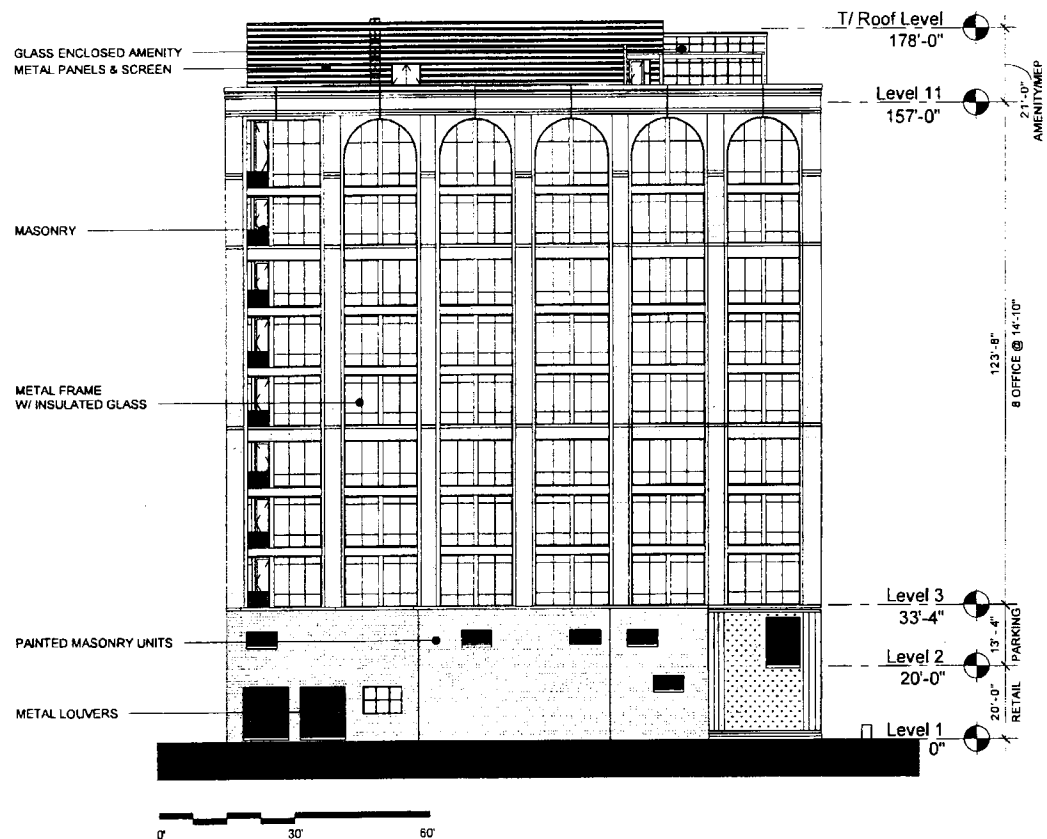 GLASS ENCLOSED AMENITY
METAL PANELS & SCREEN
MASONRY
METAL FRAME
W/ INSULATED GLASS
PAINTED MASONRY UNITS
METAL LOUVERS
T/ Roof Level
178'-0"
21'-0"
AMENITY/MEP
Level 11
157'-0"
123'-8"
8 OFFICE @ 14'-10"
Level 3
33'-4"
13'-4"
PARKING
Level 2
20'-0"
20'-0"
RETAIL
Level 1
0"
0'
30'
60'